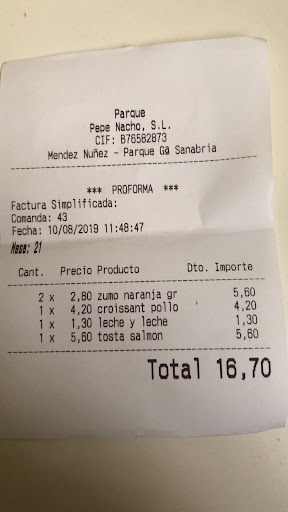 Parque
Pepe Nacho, S.L.
CIF: B76582873
Mendez Nuñez - Parque Gª Sanabria
*** PROFORMA ***
Factura Simplificada:
Comanda: 43
Fecha: 10/08/2019 11:48:47
Mesa: 21
Cant. Precio Producto Dto. Importe
2 x 2,80 zumo naranja gr 5,60
1 x 4,20 croissant pollo 4,20
1 x 1,30 leche y leche 1,30
1 x 5,60 tosta salmon 5,60
Total 16,70